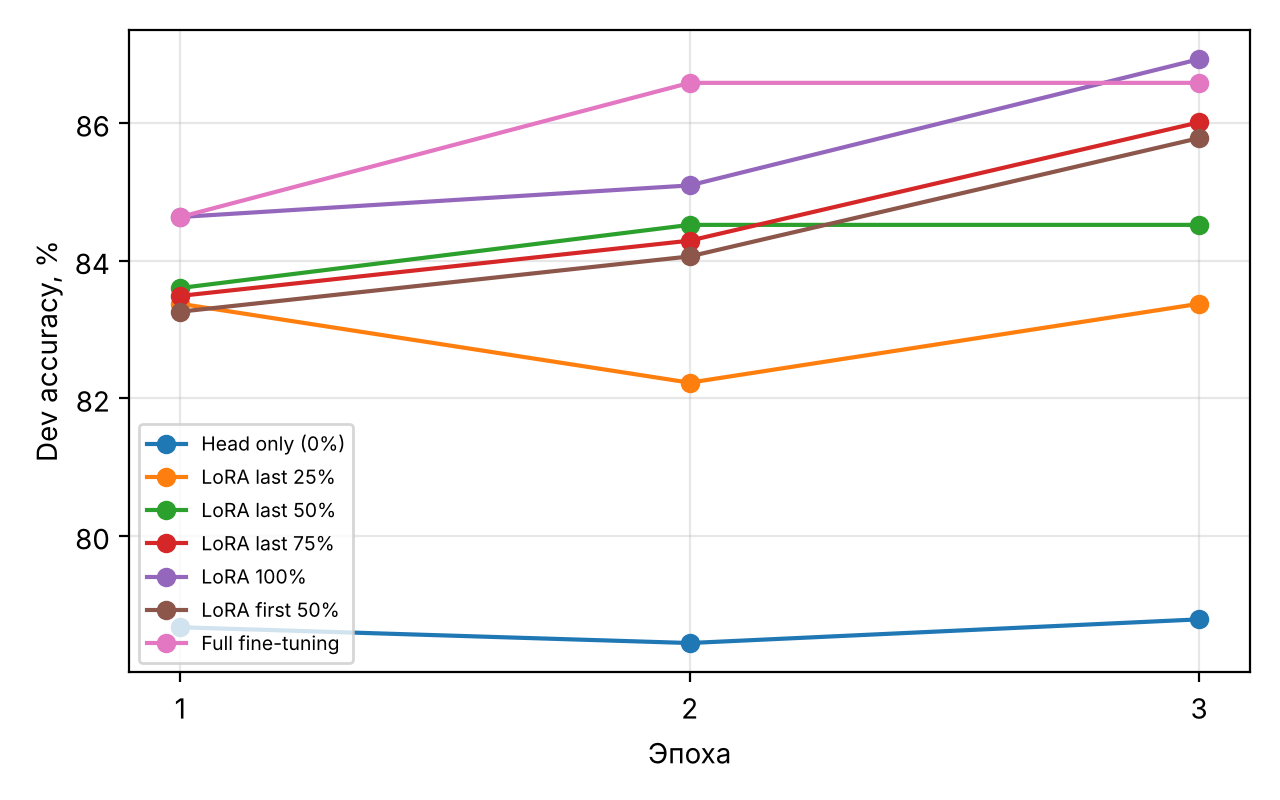 86
84
82
80
Dev accuracy, %
Head only (0%)
LoRA last 25%
LoRA last 50%
LoRA last 75%
LoRA 100%
LoRA first 50%
Full fine-tuning
1 2 3
Эпоха